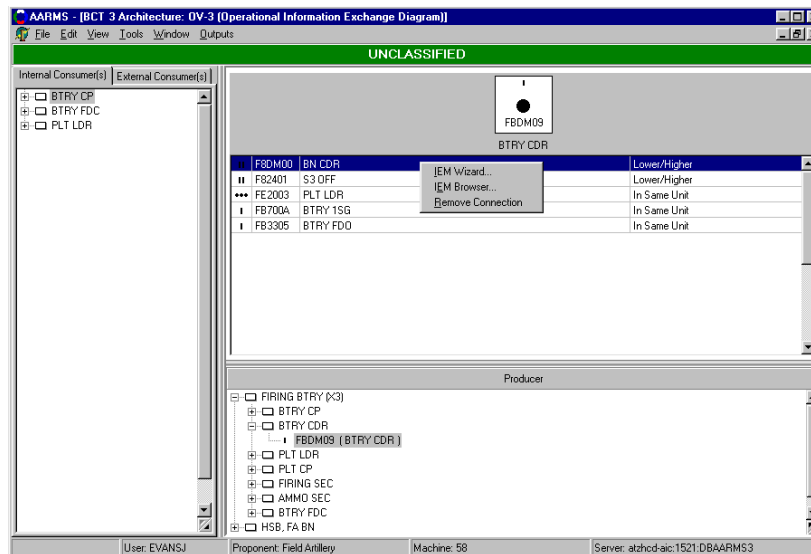 AARMS - [BCT 3 Architecture: OV-3 (Operational Information Exchange Diagram)]
File Edit View Tools Window Outputs
UNCLASSIFIED
Internal Consumer(s) External Consumer(s)
BTRY CP
BTRY FDC
PLT LDR
FBDM09
BTRY CDR
F8DM00 BN CDR Lower/Higher
F82401 S3 OFF Lower/Higher
FE2003 PLT LDR In Same Unit
FB700A BTRY 1SG In Same Unit
FB3305 BTRY FDO In Same Unit
IEM Wizard...
IEM Browser...
Remove Connection
Producer
FIRING BTRY (X3)
BTRY CP
BTRY CDR
FBDM09 ( BTRY CDR )
PLT LDR
PLT CP
FIRING SEC
AMMO SEC
BTRY FDC
HSB, FA BN
User: EVANSJ Proponent: Field Artillery Machine: 58 Server: atzhcd-aic:1521:DBAARMS3